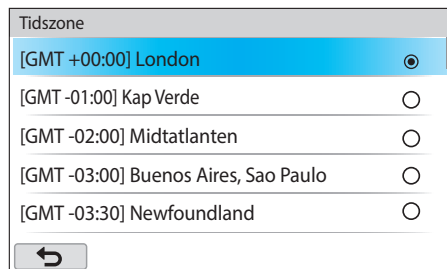 Tidszone
[GMT +00:00] London
[GMT -01:00] Kap Verde
[GMT -02:00] Midtatlanten
[GMT -03:00] Buenos Aires, Sao Paulo
[GMT -03:30] Newfoundland